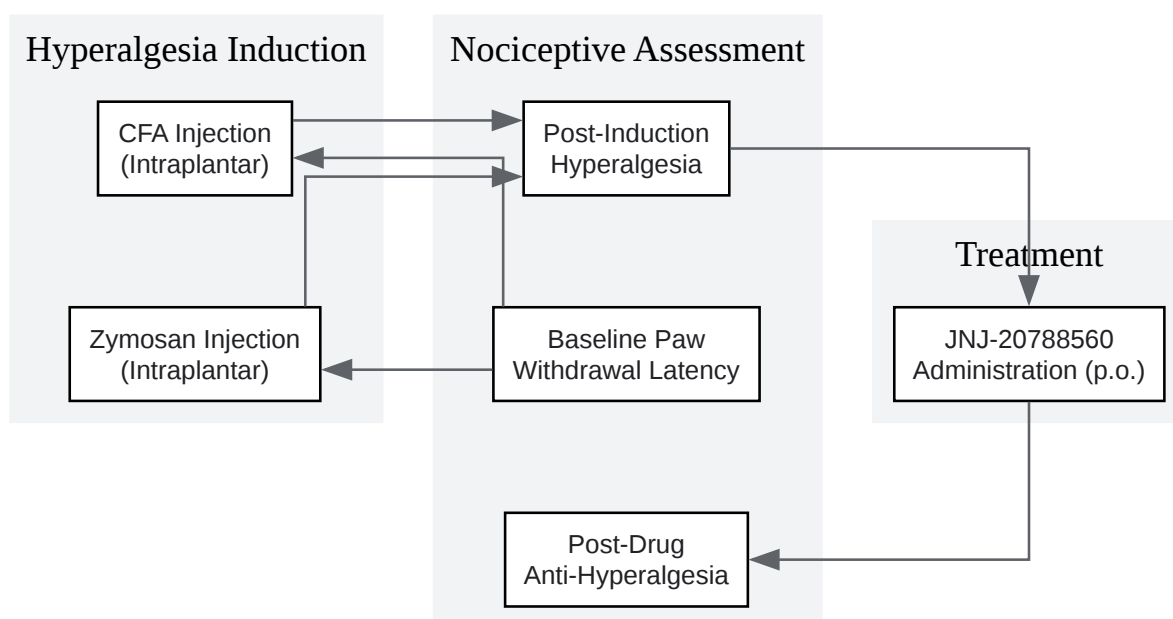 Hyperalgesia Induction
CFA Injection
(Intraplantar)
Zymosan Injection
(Intraplantar)
Nociceptive Assessment
Post-Induction
Hyperalgesia
Baseline Paw
Withdrawal Latency
Post-Drug
Anti-Hyperalgesia
Treatment
JNJ-20788560
Administration (p.o.)